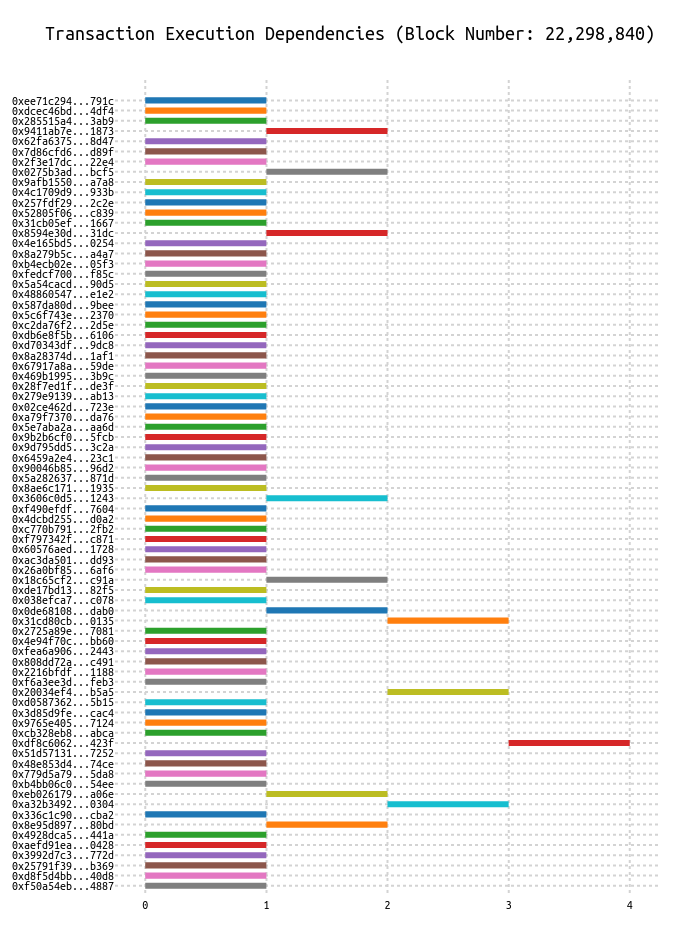 Transaction Execution Dependencies (Block Number: 22,298,840)
0xee71c294...791c
0xdcec46bd...4df4
0x285515a4...3ab9
0x9411ab7e...1873
0x62fa6375...8d47
0x7d86cfd6...d89f
0x2f3e17dc...22e4
0x0275b3ad...bcf5
0x9afb1550...a7a8
0x4c1709d9...933b
0x257fdf29...2c2e
0x52805f06...c839
0x31cb05ef...1667
0x8594e30d...31dc
0x4e165bd5...0254
0x8a279b5c...a4a7
0xb4ecb02e...05f3
0xfedcf700...f85c
0x5a54cacd...90d5
0x48860547...e1e2
0x587da80d...9bee
0x5c6f743e...2370
0xc2da76f2...2d5e
0xdb6e8f5b...6106
0xd70343df...9dc8
0x8a28374d...1af1
0x67917a8a...59de
0x469b1995...3b9c
0x28f7ed1f...de3f
0x279e9139...ab13
0x02ce462d...723e
0xa79f7370...da76
0x5e7aba2a...aa6d
0x9b2b6cf0...5fcb
0x9d795dd5...3c2a
0x6459a2e4...23c1
0x90046b85...96d2
0x5a282637...871d
0x8ae6c171...1935
0x3606c0d5...1243
0xf490efdf...7604
0x4dcbd255...d0a2
0xc770b791...2fb2
0xf797342f...c871
0x60576aed...1728
0xac3da501...dd93
0x26a0bf85...6af6
0x18c65cf2...c91a
0xde17bd13...82f5
0x038efca7...c078
0x0de68108...dab0
0x31cd80cb...0135
0x2725a89e...7081
0x4e94f70c...bb60
0xfea6a906...2443
0x808dd72a...c491
0x2216bfdf...1188
0xf6a3ee3d...feb3
0x20034ef4...b5a5
0xd0587362...5b15
0x3d85d9fe...cac4
0x9765e405...7124
0xcb328eb8...abca
0xdf8c6062...423f
0x51d57131...7252
0x48e853d4...74ce
0x779d5a79...5da8
0xb4bb06c0...54ee
0xeb026179...a06e
0xa32b3492...0304
0x336c1c90...cba2
0x8e95d897...80bd
0x4928dca5...441a
0xaefd91ea...0428
0x3992d7c3...772d
0x25791f39...b369
0xd8f5d4bb...40d8
0xf50a54eb...4887
0 1 2 3 4